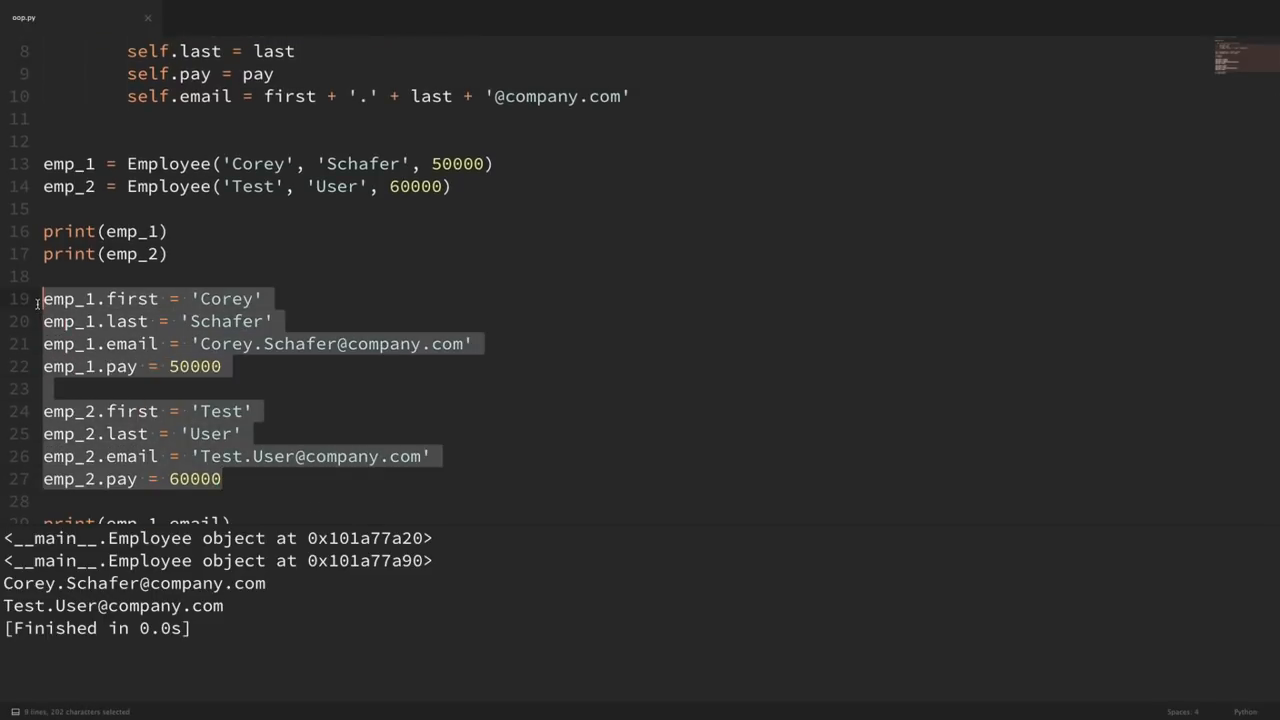 oop.py
8 self.last = last
9 self.pay = pay
10 self.email = first + '.' + last + '@company.com'
11
12
13 emp_1 = Employee('Corey', 'Schafer', 50000)
14 emp_2 = Employee('Test', 'User', 60000)
15
16 print(emp_1)
17 print(emp_2)
18
19 emp_1.first = 'Corey'
20 emp_1.last = 'Schafer'
21 emp_1.email = 'Corey.Schafer@company.com'
22 emp_1.pay = 50000
23
24 emp_2.first = 'Test'
25 emp_2.last = 'User'
26 emp_2.email = 'Test.User@company.com'
27 emp_2.pay = 60000
28
29 print(emp_1.email)
<__main__.Employee object at 0x101a77a20>
<__main__.Employee object at 0x101a77a90>
Corey.Schafer@company.com
Test.User@company.com
[Finished in 0.0s]
9 lines, 202 characters selected
Spaces: 4
Python